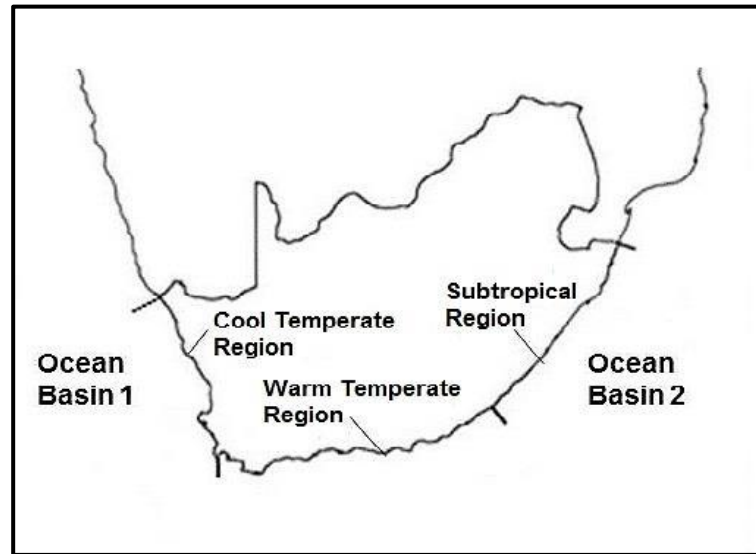 Cool Temperate
Region
Subtropical
Region
Ocean
Basin 1
Warm Temperate
Region
Ocean
Basin 2